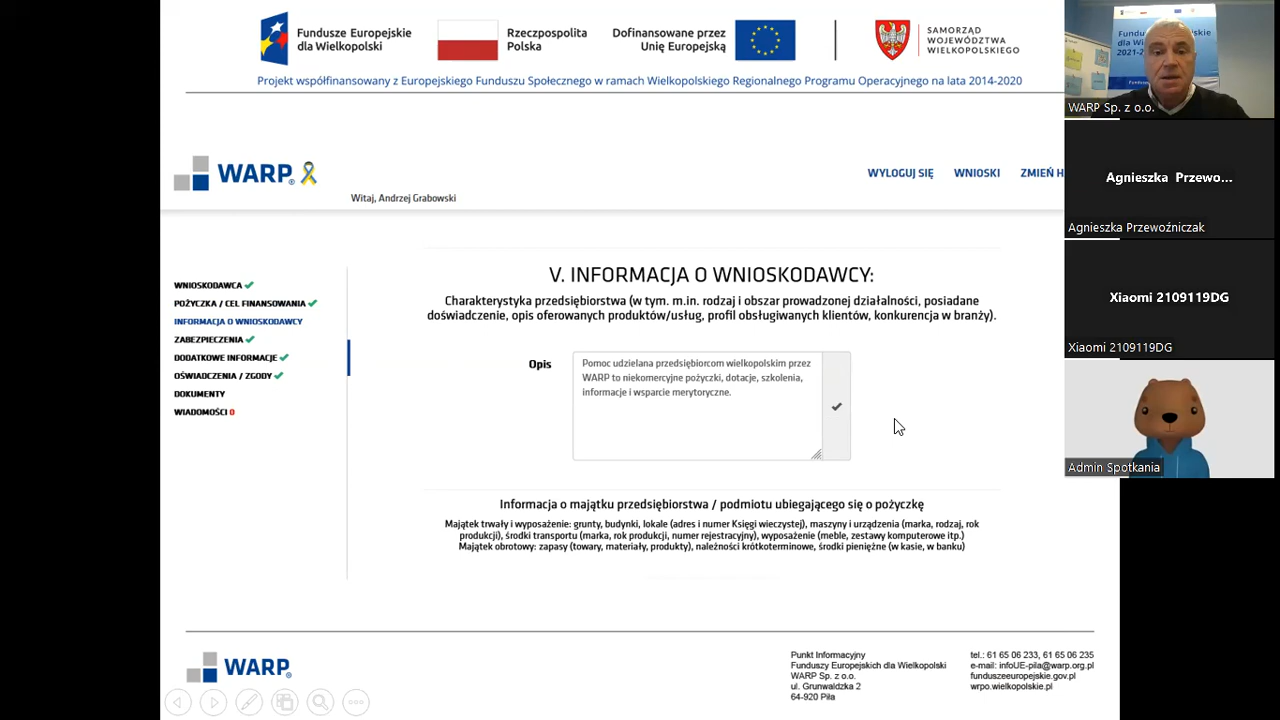 Fundusze Europejskie
dla Wielkopolski
Rzeczpospolita
Polska
Dofinansowane przez
Unię Europejską
SAMORZĄD
WOJEWÓDZTWA
WIELKOPOLSKIEGO
Projekt współfinansowany z Europejskiego Funduszu Społecznego w ramach Wielkopolskiego Regionalnego Programu Operacyjnego na lata 2014-2020
WARP
Witaj, Andrzej Grabowski
WYLOGUJ SIĘ WNIOSKI ZMIEŃ H
WNIOSKODAWCA
POŻYCZKA / CEL FINANSOWANIA
INFORMACJA O WNIOSKODAWCY
ZABEZPIECZENIA
DODATKOWE INFORMACJE
OŚWIADCZENIA / ZGODY
DOKUMENTY
WIADOMOŚCI 0
V. INFORMACJA O WNIOSKODAWCY:
Charakterystyka przedsiębiorstwa (w tym. m.in. rodzaj i obszar prowadzonej działalności, posiadane
doświadczenie, opis oferowanych produktów/usług, profil obsługiwanych klientów, konkurencja w branży).
Opis
Pomoc udzielana przedsiębiorcom wielkopolskim przez
WARP to niekomercyjne pożyczki, dotacje, szkolenia,
informacje i wsparcie merytoryczne.
Informacja o majątku przedsiębiorstwa / podmiotu ubiegającego się o pożyczkę
Majątek trwały i wyposażenie: grunty, budynki, lokale (adres i numer Księgi wieczystej), maszyny i urządzenia (marka, rodzaj, rok
produkcji), środki transportu (marka, rok produkcji, numer rejestracyjny), wyposażenie (meble, zestawy komputerowe itp.)
Majątek obrotowy: zapasy (towary, materiały, produkty), należności krótkoterminowe, środki pieniężne (w kasie, w banku)
WARP
Punkt Informacyjny
Funduszy Europejskich dla Wielkopolski
WARP Sp. z o.o.
ul. Grunwaldzka 2
64-920 Piła
tel.: 61 65 06 233, 61 65 06 235
e-mail: infoUE-pila@warp.org.pl
funduszeeuropejskie.gov.pl
wrpo.wielkopolskie.pl
WARP Sp. z o.o.
Agnieszka Przewo...
Agnieszka Przewoźniczak
Xiaomi 2109119DG
Xiaomi 2109119DG
Admin Spotkania